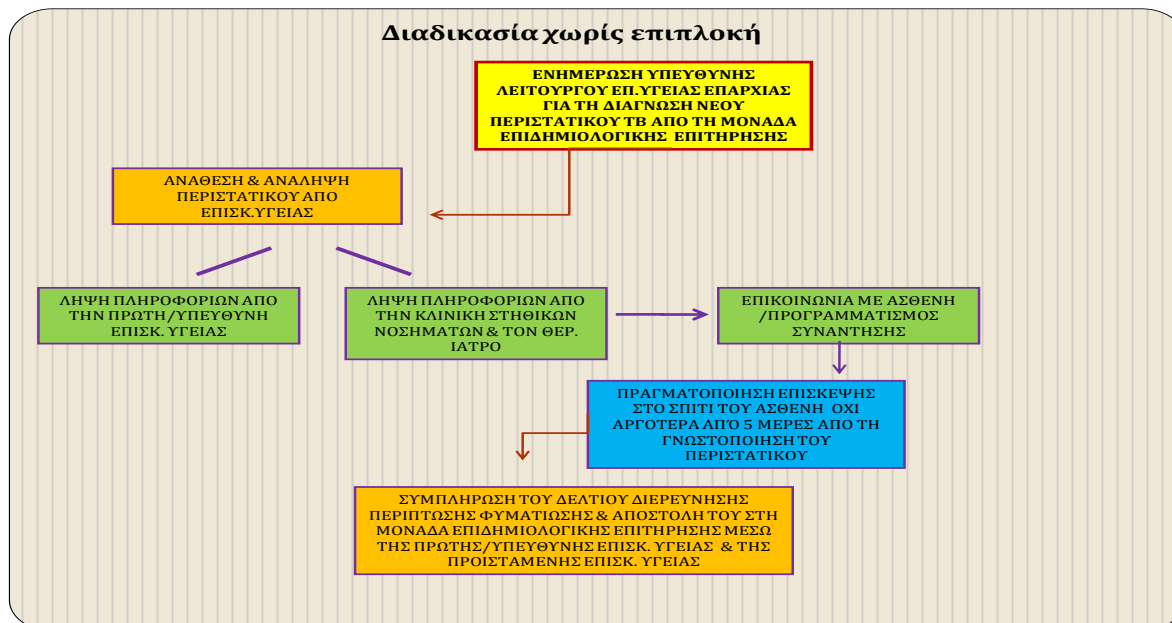 Διαδικασία χωρίς επιπλοκή
ΕΝΗΜΕΡΩΣΗ ΥΠΕΥΘΥΝΗΣ
ΛΕΙΤΟΥΡΓΟΥ ΕΠ.ΥΓΕΙΑΣ ΕΠΑΡΧΙΑΣ
ΓΙΑ ΤΗ ΔΙΑΓΝΩΣΗ ΝΕΟΥ
ΠΕΡΙΣΤΑΤΙΚΟΥ ΤΒ ΑΠΟ ΤΗ ΜΟΝΑΔΑ
ΕΠΙΔΗΜΙΟΛΟΓΙΚΗΣ ΕΠΙΤΗΡΗΣΗΣ
ΑΝΑΘΕΣΗ & ΑΝΑΛΗΨΗ
ΠΕΡΙΣΤΑΤΙΚΟΥ ΑΠΟ
ΕΠΙΣΚ.ΥΓΕΙΑΣ
ΛΗΨΗ ΠΛΗΡΟΦΟΡΙΩΝ ΑΠΟ
ΤΗΝ ΠΡΩΤΗ/ΥΠΕΥΘΥΝΗ
ΕΠΙΣΚ. ΥΓΕΙΑΣ
ΛΗΨΗ ΠΛΗΡΟΦΟΡΙΩΝ ΑΠΟ
ΤΗΝ ΚΛΙΝΙΚΗ ΣΤΗΘΙΚΩΝ
ΝΟΣΗΜΑΤΩΝ & ΤΟΝ ΘΕΡ.
ΙΑΤΡΟ
ΕΠΙΚΟΙΝΩΝΙΑ ΜΕ ΑΣΘΕΝΗ
/ΠΡΟΓΡΑΜΜΑΤΙΣΜΟΣ
ΣΥΝΑΝΤΗΣΗΣ
ΠΡΑΓΜΑΤΟΠΟΙΗΣΗ ΕΠΙΣΚΕΨΗΣ
ΣΤΟ ΣΠΙΤΙ ΤΟΥ ΑΣΘΕΝΗ ΟΧΙ
ΑΡΓΟΤΕΡΑ ΑΠΌ 5 ΜΕΡΕΣ ΑΠΟ ΤΗ
ΓΝΩΣΤΟΠΟΙΗΣΗ ΤΟΥ
ΠΕΡΙΣΤΑΤΙΚΟΥ
ΣΥΜΠΛΗΡΩΣΗ ΤΟΥ ΔΕΛΤΙΟΥ ΔΙΕΡΕΥΝΗΣΗΣ
ΠΕΡΙΠΤΩΣΗΣ ΦΥΜΑΤΙΩΣΗΣ & ΑΠΟΣΤΟΛΗ ΤΟΥ ΣΤΗ
ΜΟΝΑΔΑ ΕΠΙΔΗΜΙΟΛΟΓΙΚΗΣ ΕΠΙΤΗΡΗΣΗΣ ΜΕΣΩ
ΤΗΣ ΠΡΩΤΗΣ/ΥΠΕΥΘΥΝΗΣ ΕΠΙΣΚ. ΥΓΕΙΑΣ & ΤΗΣ
ΠΡΟΙΣΤΑΜΕΝΗΣ ΕΠΙΣΚ. ΥΓΕΙΑΣ